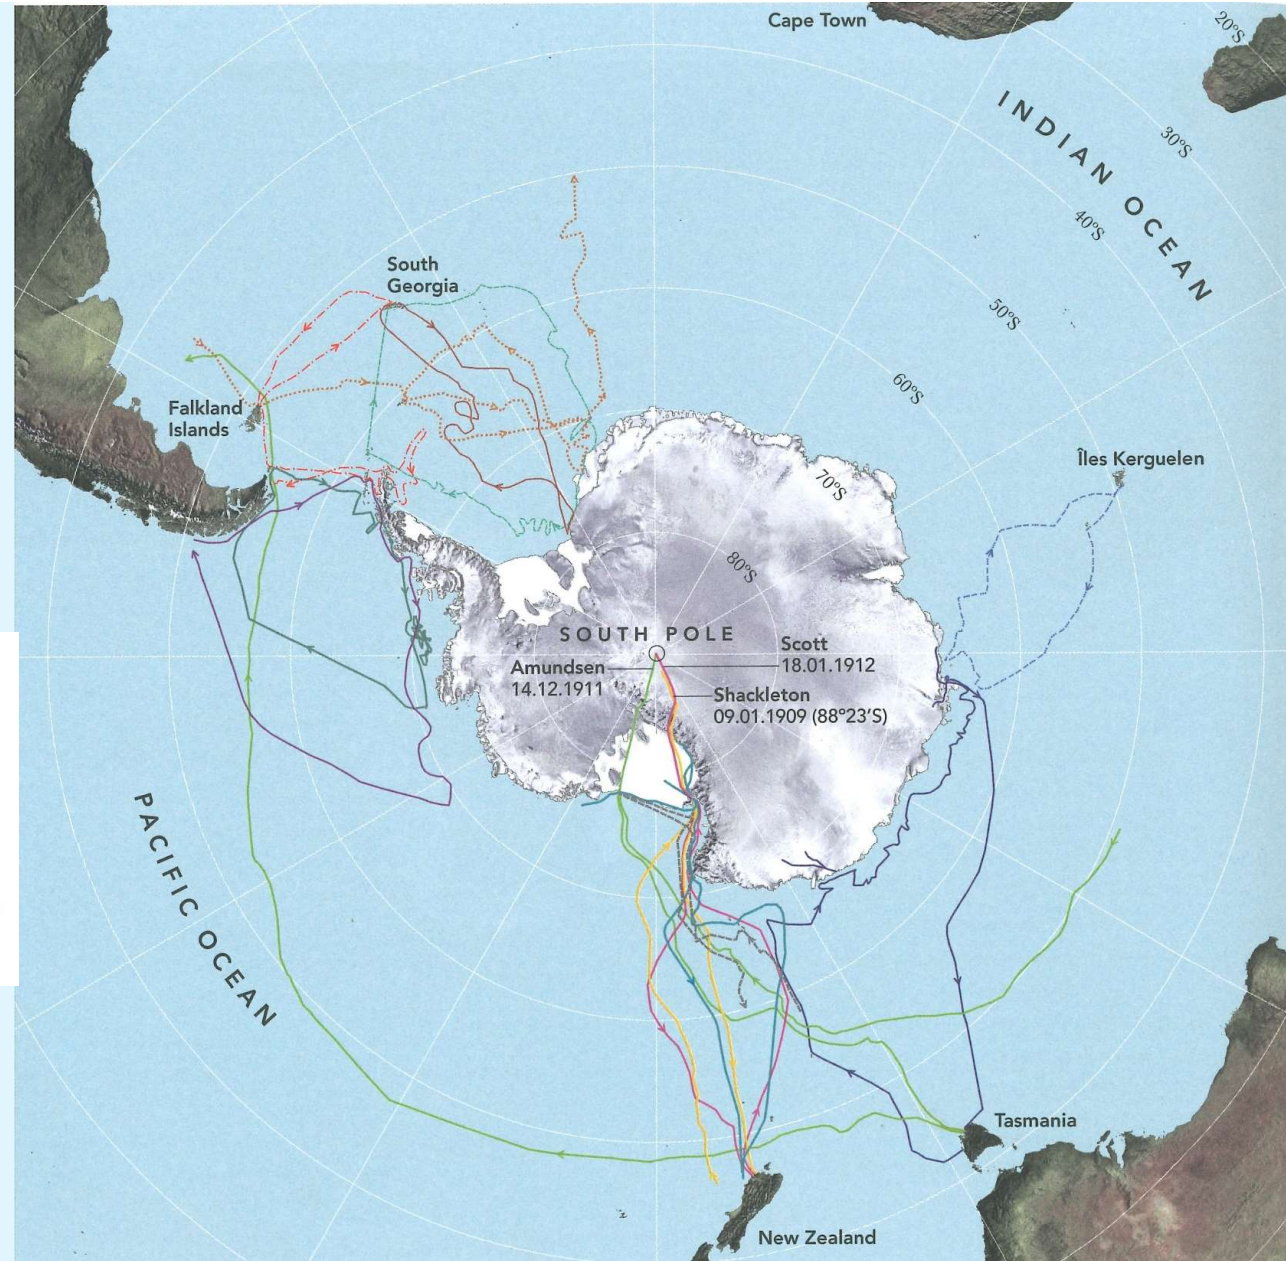 Cape Town
20°S
INDIAN OCEAN
30°S
40°S
South
Georgia
50°S
60°S
Falkland
Islands
Îles Kerguelen
70°S
80°S
SOUTH POLE
Scott
18.01.1912
Amundsen
14.12.1911
Shackleton
09.01.1909 (88°23'S)
PACIFIC OCEAN
Tasmania
New Zealand